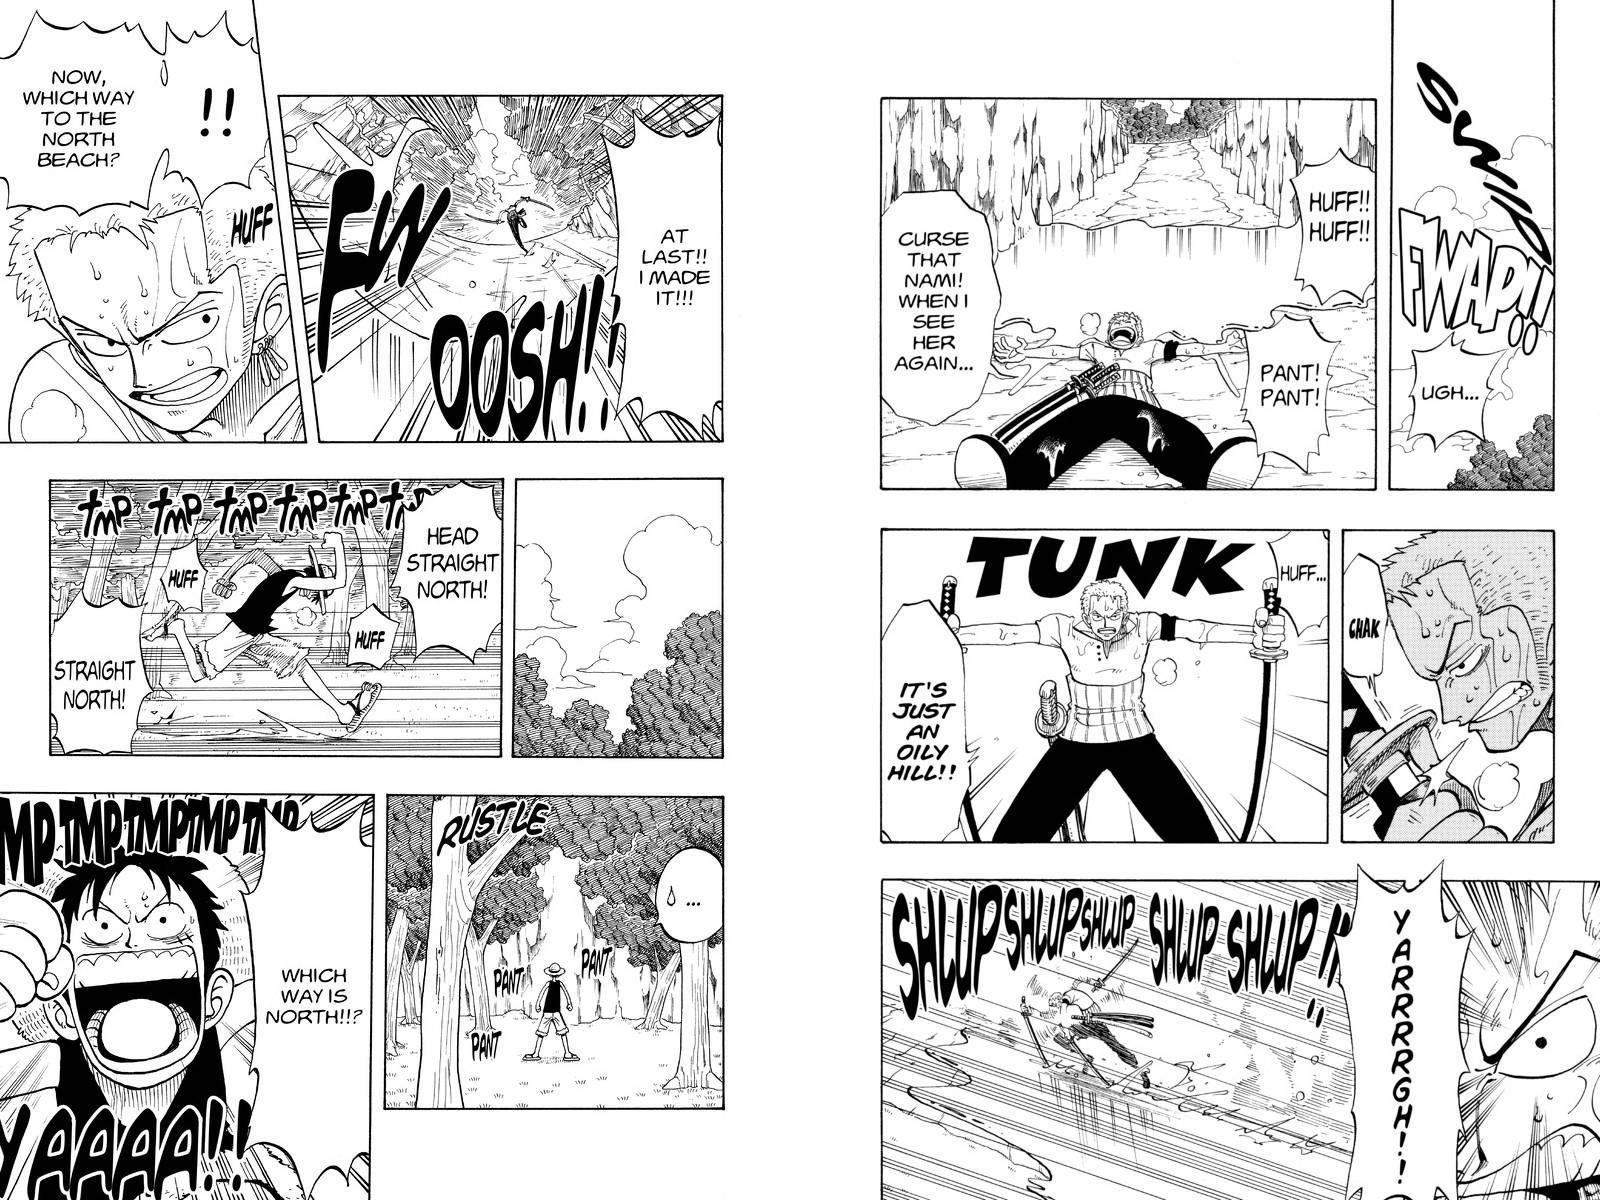 SWIP
FWAP!!
UGH...
HUFF!!
HUFF!!
PANT!
PANT!
CURSE
THAT
NAMI!
WHEN I
SEE
HER
AGAIN...
CHAK
HUFF...
TUNK
IT'S
JUST
AN
OILY
HILL!!
YARRRRGH!!
SHLUP SHLUP SHLUP SHLUP SHLUP
AT
LAST!!
I MADE
IT!!!
FW
OOSH!!
!!
NOW,
WHICH WAY
TO THE
NORTH
BEACH?
HUFF
HEAD
STRAIGHT
NORTH!
TMP TMP TMP TMP TMP
HUFF
HUFF
STRAIGHT
NORTH!
RUSTLE
...
PANT
PANT
PANT
TMP TMP TMP
WHICH
WAY IS
NORTH!!?
YAAAA!!